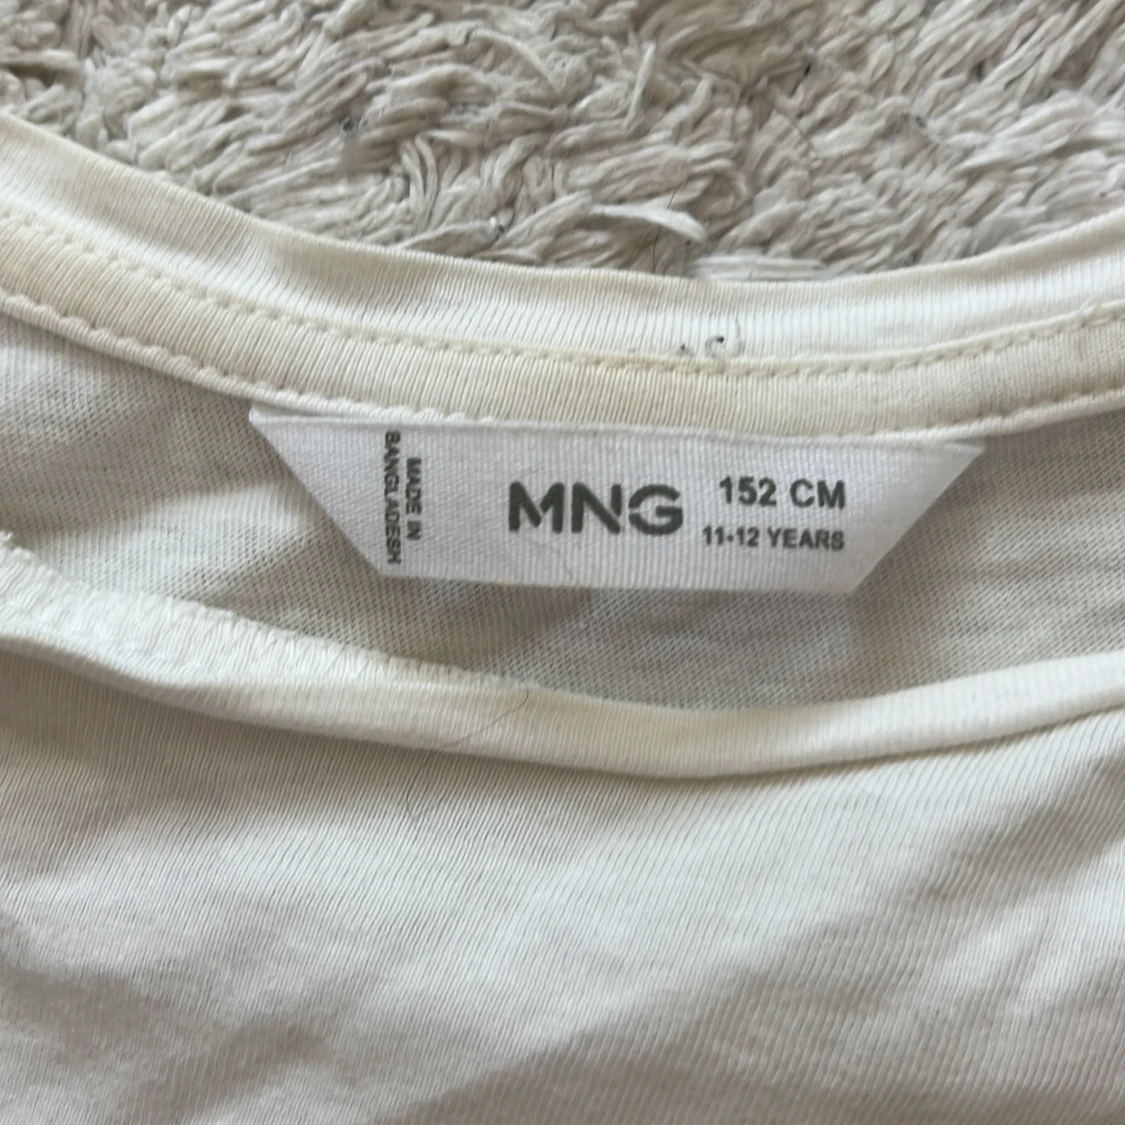 MADE IN
BANGLADESH
MNG
152 CM
11-12 YEARS